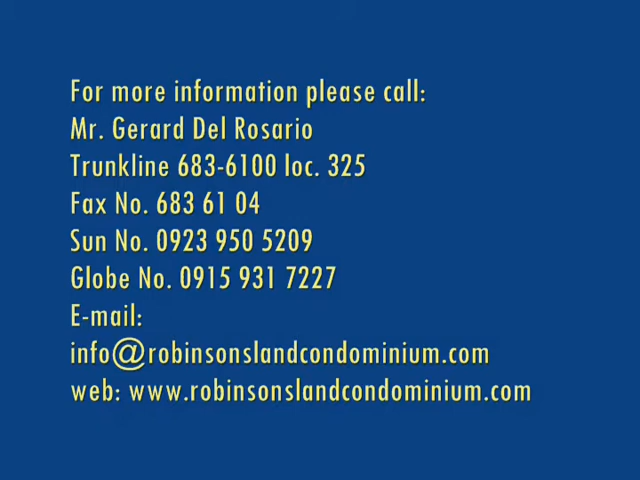 For more information please call:
Mr. Gerard Del Rosario
Trunkline 683-6100 loc. 325
Fax No. 683 61 04
Sun No. 0923 950 5209
Globe No. 0915 931 7227
E-mail:
info@robinsonslandcondominium.com
web: www.robinsonslandcondominium.com